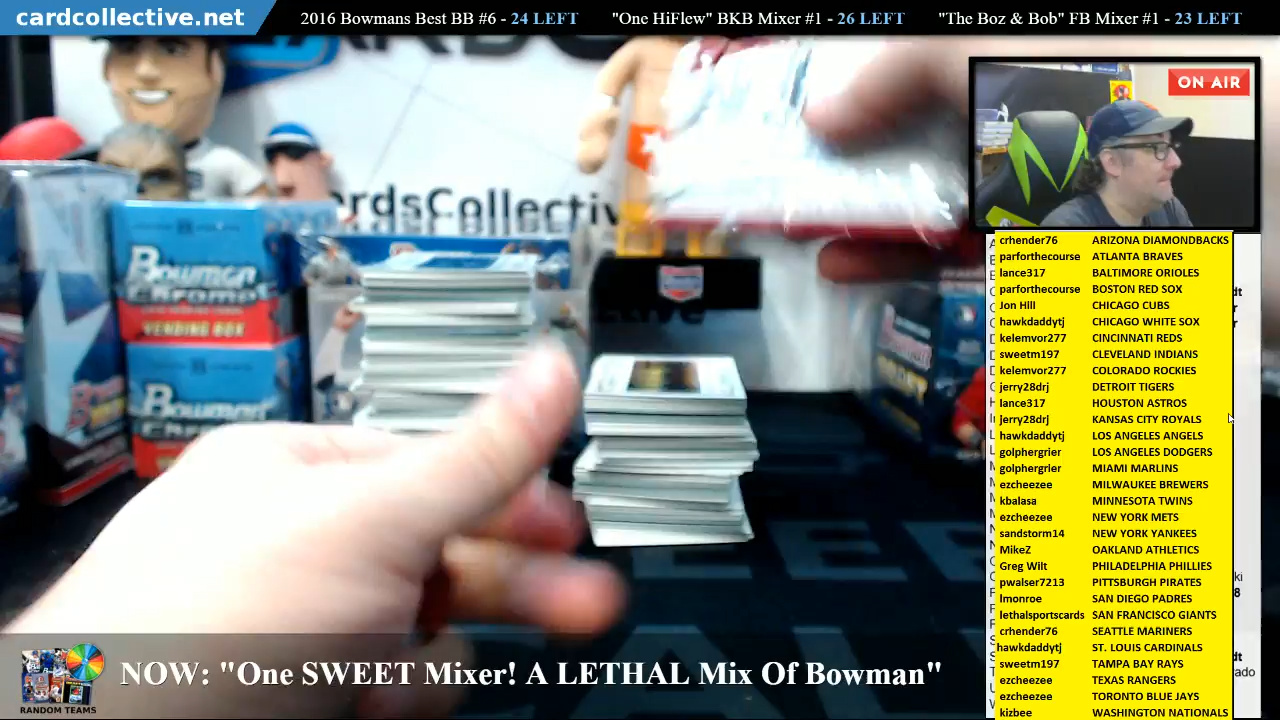 cardcollective.net
2016 Bowmans Best BB #6 - 24 LEFT
"One HiFlew" BKB Mixer #1 - 26 LEFT
"The Boz & Bob" FB Mixer #1 - 23 LEFT
ON AIR
rdsCollectiv
Bowman
Chrome
VENDING BOX
Bowman
crhender76 ARIZONA DIAMONDBACKS
parforthecourse ATLANTA BRAVES
lance317 BALTIMORE ORIOLES
parforthecourse BOSTON RED SOX
Jon Hill CHICAGO CUBS
hawkdaddytj CHICAGO WHITE SOX
kelemvor277 CINCINNATI REDS
sweetm197 CLEVELAND INDIANS
kelemvor277 COLORADO ROCKIES
jerry28drj DETROIT TIGERS
lance317 HOUSTON ASTROS
jerry28drj KANSAS CITY ROYALS
hawkdaddytj LOS ANGELES ANGELS
golphergrier LOS ANGELES DODGERS
golphergrier MIAMI MARLINS
ezcheezee MILWAUKEE BREWERS
kbalasa MINNESOTA TWINS
ezcheezee NEW YORK METS
sandstorm14 NEW YORK YANKEES
MikeZ OAKLAND ATHLETICS
Greg Wilt PHILADELPHIA PHILLIES
pwalser7213 PITTSBURGH PIRATES
lmonroe SAN DIEGO PADRES
lethalsportscards SAN FRANCISCO GIANTS
crhender76 SEATTLE MARINERS
hawkdaddytj ST. LOUIS CARDINALS
sweetm197 TAMPA BAY RAYS
ezcheezee TEXAS RANGERS
ezcheezee TORONTO BLUE JAYS
kizbee WASHINGTON NATIONALS
NOW: "One SWEET Mixer! A LETHAL Mix Of Bowman"
RANDOM TEAMS